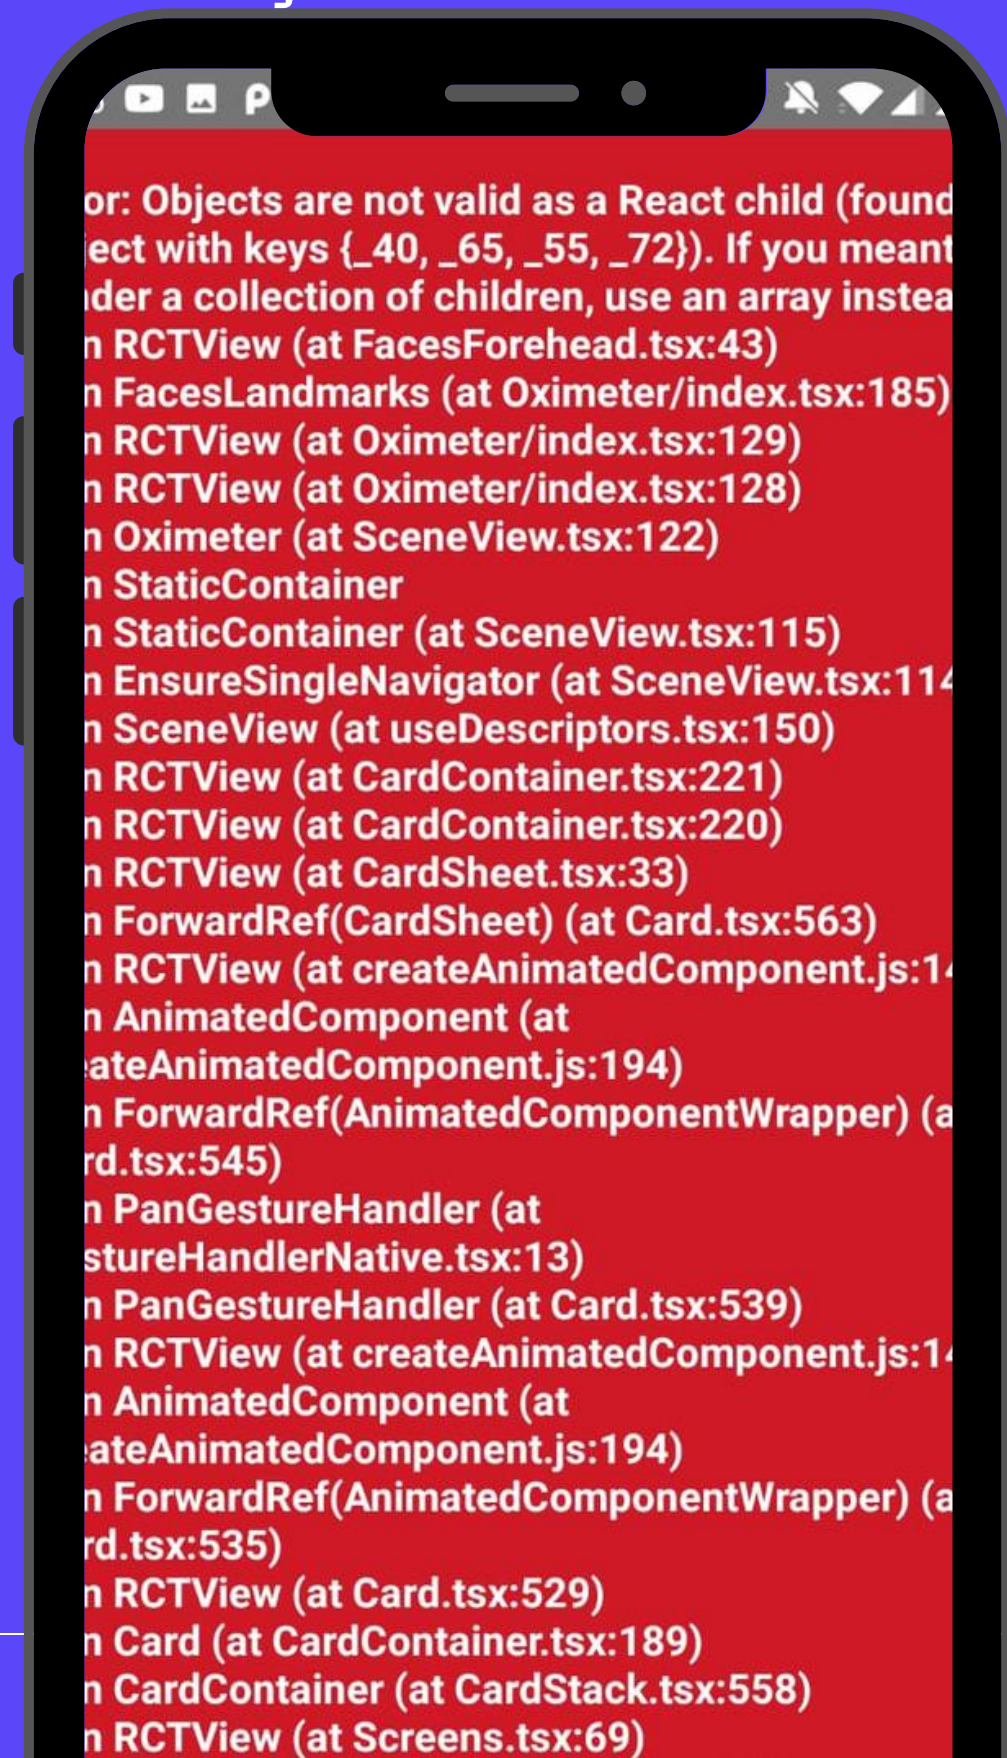 or: Objects are not valid as a React child (found
ject with keys {_40, _65, _55, _72}). If you meant
nder a collection of children, use an array instea
n RCTView (at FacesForehead.tsx:43)
n FacesLandmarks (at Oximeter/index.tsx:185)
n RCTView (at Oximeter/index.tsx:129)
n RCTView (at Oximeter/index.tsx:128)
n Oximeter (at SceneView.tsx:122)
n StaticContainer
n StaticContainer (at SceneView.tsx:115)
n EnsureSingleNavigator (at SceneView.tsx:114
n SceneView (at useDescriptors.tsx:150)
n RCTView (at CardContainer.tsx:221)
n RCTView (at CardContainer.tsx:220)
n RCTView (at CardSheet.tsx:33)
n ForwardRef(CardSheet) (at Card.tsx:563)
n RCTView (at createAnimatedComponent.js:14
n AnimatedComponent (at
eateAnimatedComponent.js:194)
n ForwardRef(AnimatedComponentWrapper) (a
rd.tsx:545)
n PanGestureHandler (at
stureHandlerNative.tsx:13)
n PanGestureHandler (at Card.tsx:539)
n RCTView (at createAnimatedComponent.js:14
n AnimatedComponent (at
eateAnimatedComponent.js:194)
n ForwardRef(AnimatedComponentWrapper) (a
rd.tsx:535)
n RCTView (at Card.tsx:529)
n Card (at CardContainer.tsx:189)
n CardContainer (at CardStack.tsx:558)
n RCTView (at Screens.tsx:69)